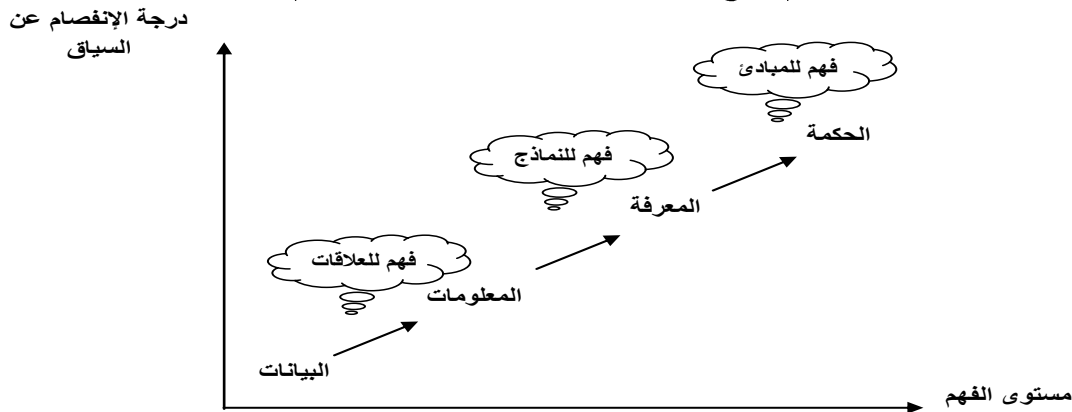 درجة الإنفصام عن
السياق
فهم للمبادئ
الحكمة
فهم للنماذج
المعرفة
فهم للعلاقات
المعلومات
البيانات
مستوى الفهم